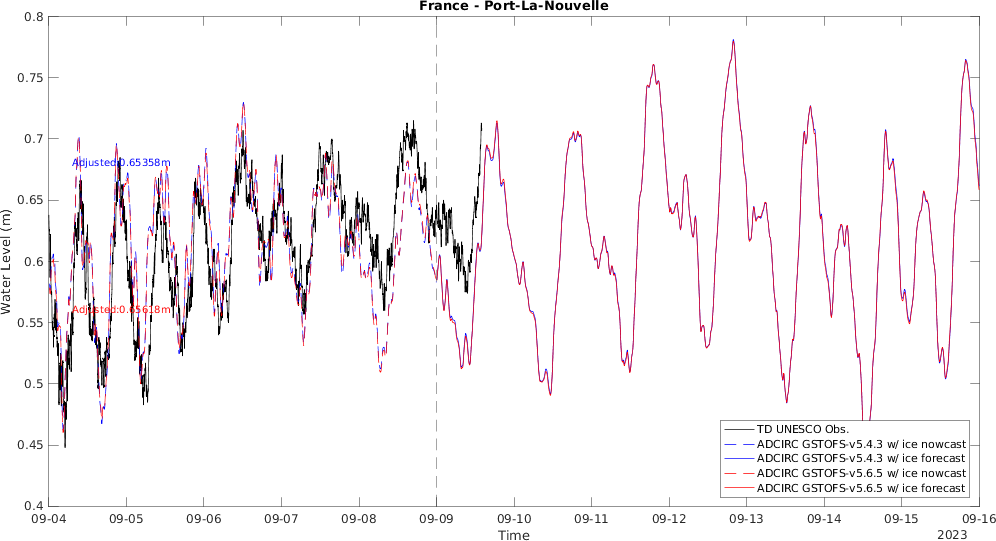 France - Port-La-Nouvelle
0.8
0.75
0.7
Adjusted:0.65358m
0.65
Water Level (m)
0.6
Adjusted:0.65618m
0.55
0.5
0.45
0.4
TD UNESCO Obs.
ADCIRC GSTOFS-v5.4.3 w/ ice nowcast
ADCIRC GSTOFS-v5.4.3 w/ ice forecast
ADCIRC GSTOFS-v5.6.5 w/ ice nowcast
ADCIRC GSTOFS-v5.6.5 w/ ice forecast
09-04 09-05 09-06 09-07 09-08 09-09 09-10 09-11 09-12 09-13 09-14 09-15 09-16
Time
2023